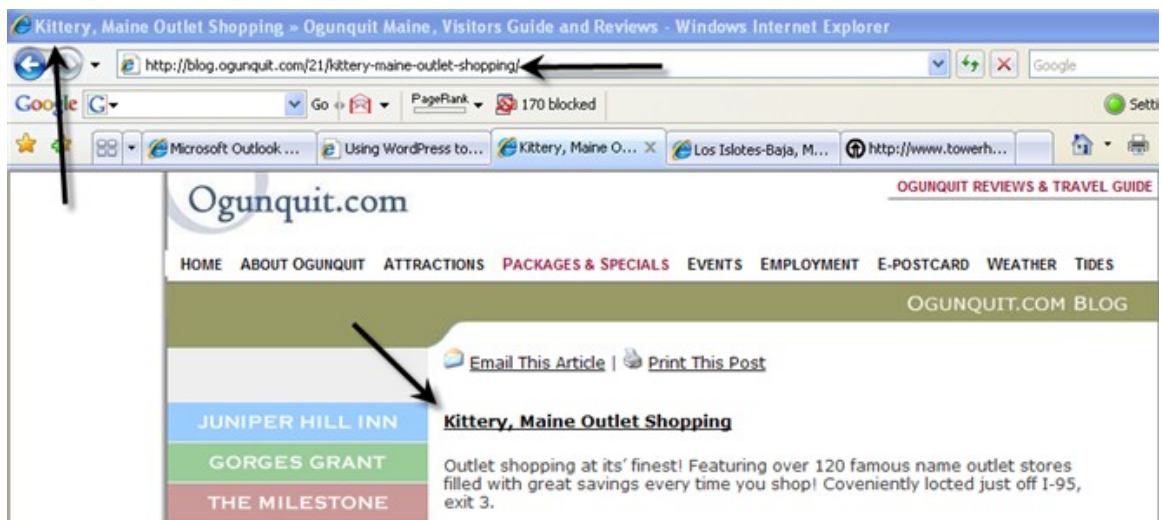 Kittery, Maine Outlet Shopping » Ogunquit Maine, Visitors Guide and Reviews - Windows Internet Explorer
http://blog.ogunquit.com/21/kittery-maine-outlet-shopping/
Google
Google G Go PageRank 170 blocked Setti
Microsoft Outlook ... Using WordPress to... Kittery, Maine O... X Los Islotes-Baja, M... http://www.towerh...
OGUNQUIT REVIEWS & TRAVEL GUIDE
Ogunquit.com
HOME ABOUT OGUNQUIT ATTRACTIONS PACKAGES & SPECIALS EVENTS EMPLOYMENT E-POSTCARD WEATHER TIDES
OGUNQUIT.COM BLOG
Email This Article | Print This Post
JUNIPER HILL INN
GORGES GRANT
THE MILESTONE
Kittery, Maine Outlet Shopping
Outlet shopping at its´ finest! Featuring over 120 famous name outlet stores
filled with great savings every time you shop! Coveniently locted just off I-95,
exit 3.